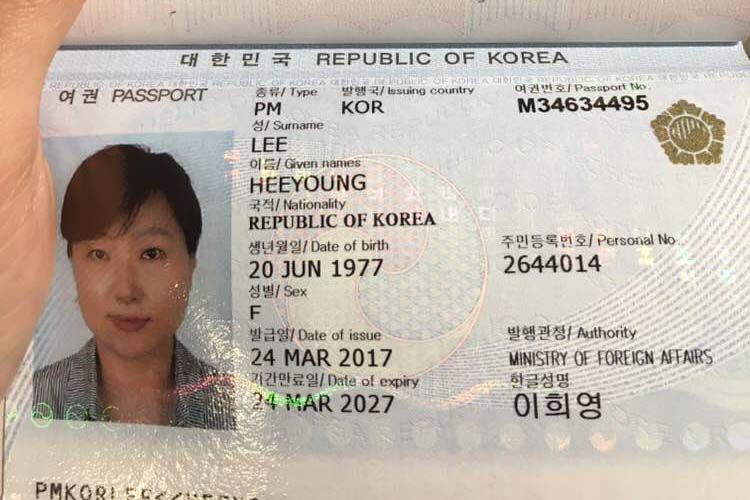 대한민국 REPUBLIC OF KOREA
여권 PASSPORT
종류/ Type
발행국/ Issuing country
여권번호/ Passport No.
PM
KOR
M34634495
성/ Surname
LEE
이름/ Given names
HEEYOUNG
국적/ Nationality
REPUBLIC OF KOREA
생년월일/ Date of birth
주민등록번호/ Personal No.
20 JUN 1977
2644014
성별/ Sex
F
발급일/ Date of issue
발행관청/ Authority
24 MAR 2017
MINISTRY OF FOREIGN AFFAIRS
기간만료일/ Date of expiry
한글성명
24 MAR 2027
이희영